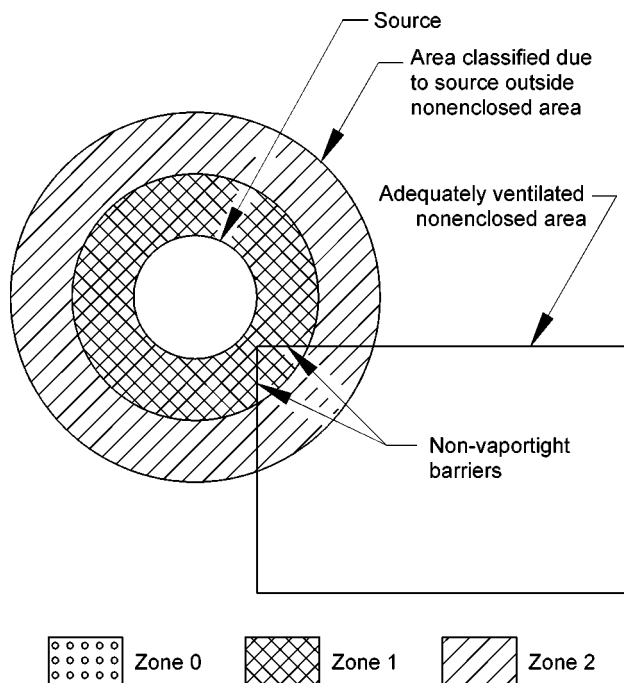 Source
Area classified due
to source outside
nonenclosed area
Adequately ventilated
nonenclosed area
Non-vaportight
barriers
Zone 0
Zone 1
Zone 2